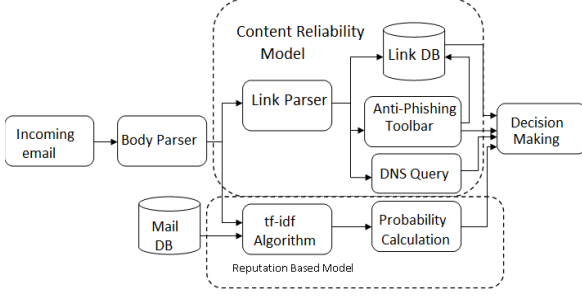 Content Reliability
Model
Link DB
Link Parser
Anti-Phishing
Toolbar
Incoming
email
Body Parser
Decision
Making
DNS Query
Mail
DB
tf-idf
Algorithm
Probability
Calculation
Reputation Based Model